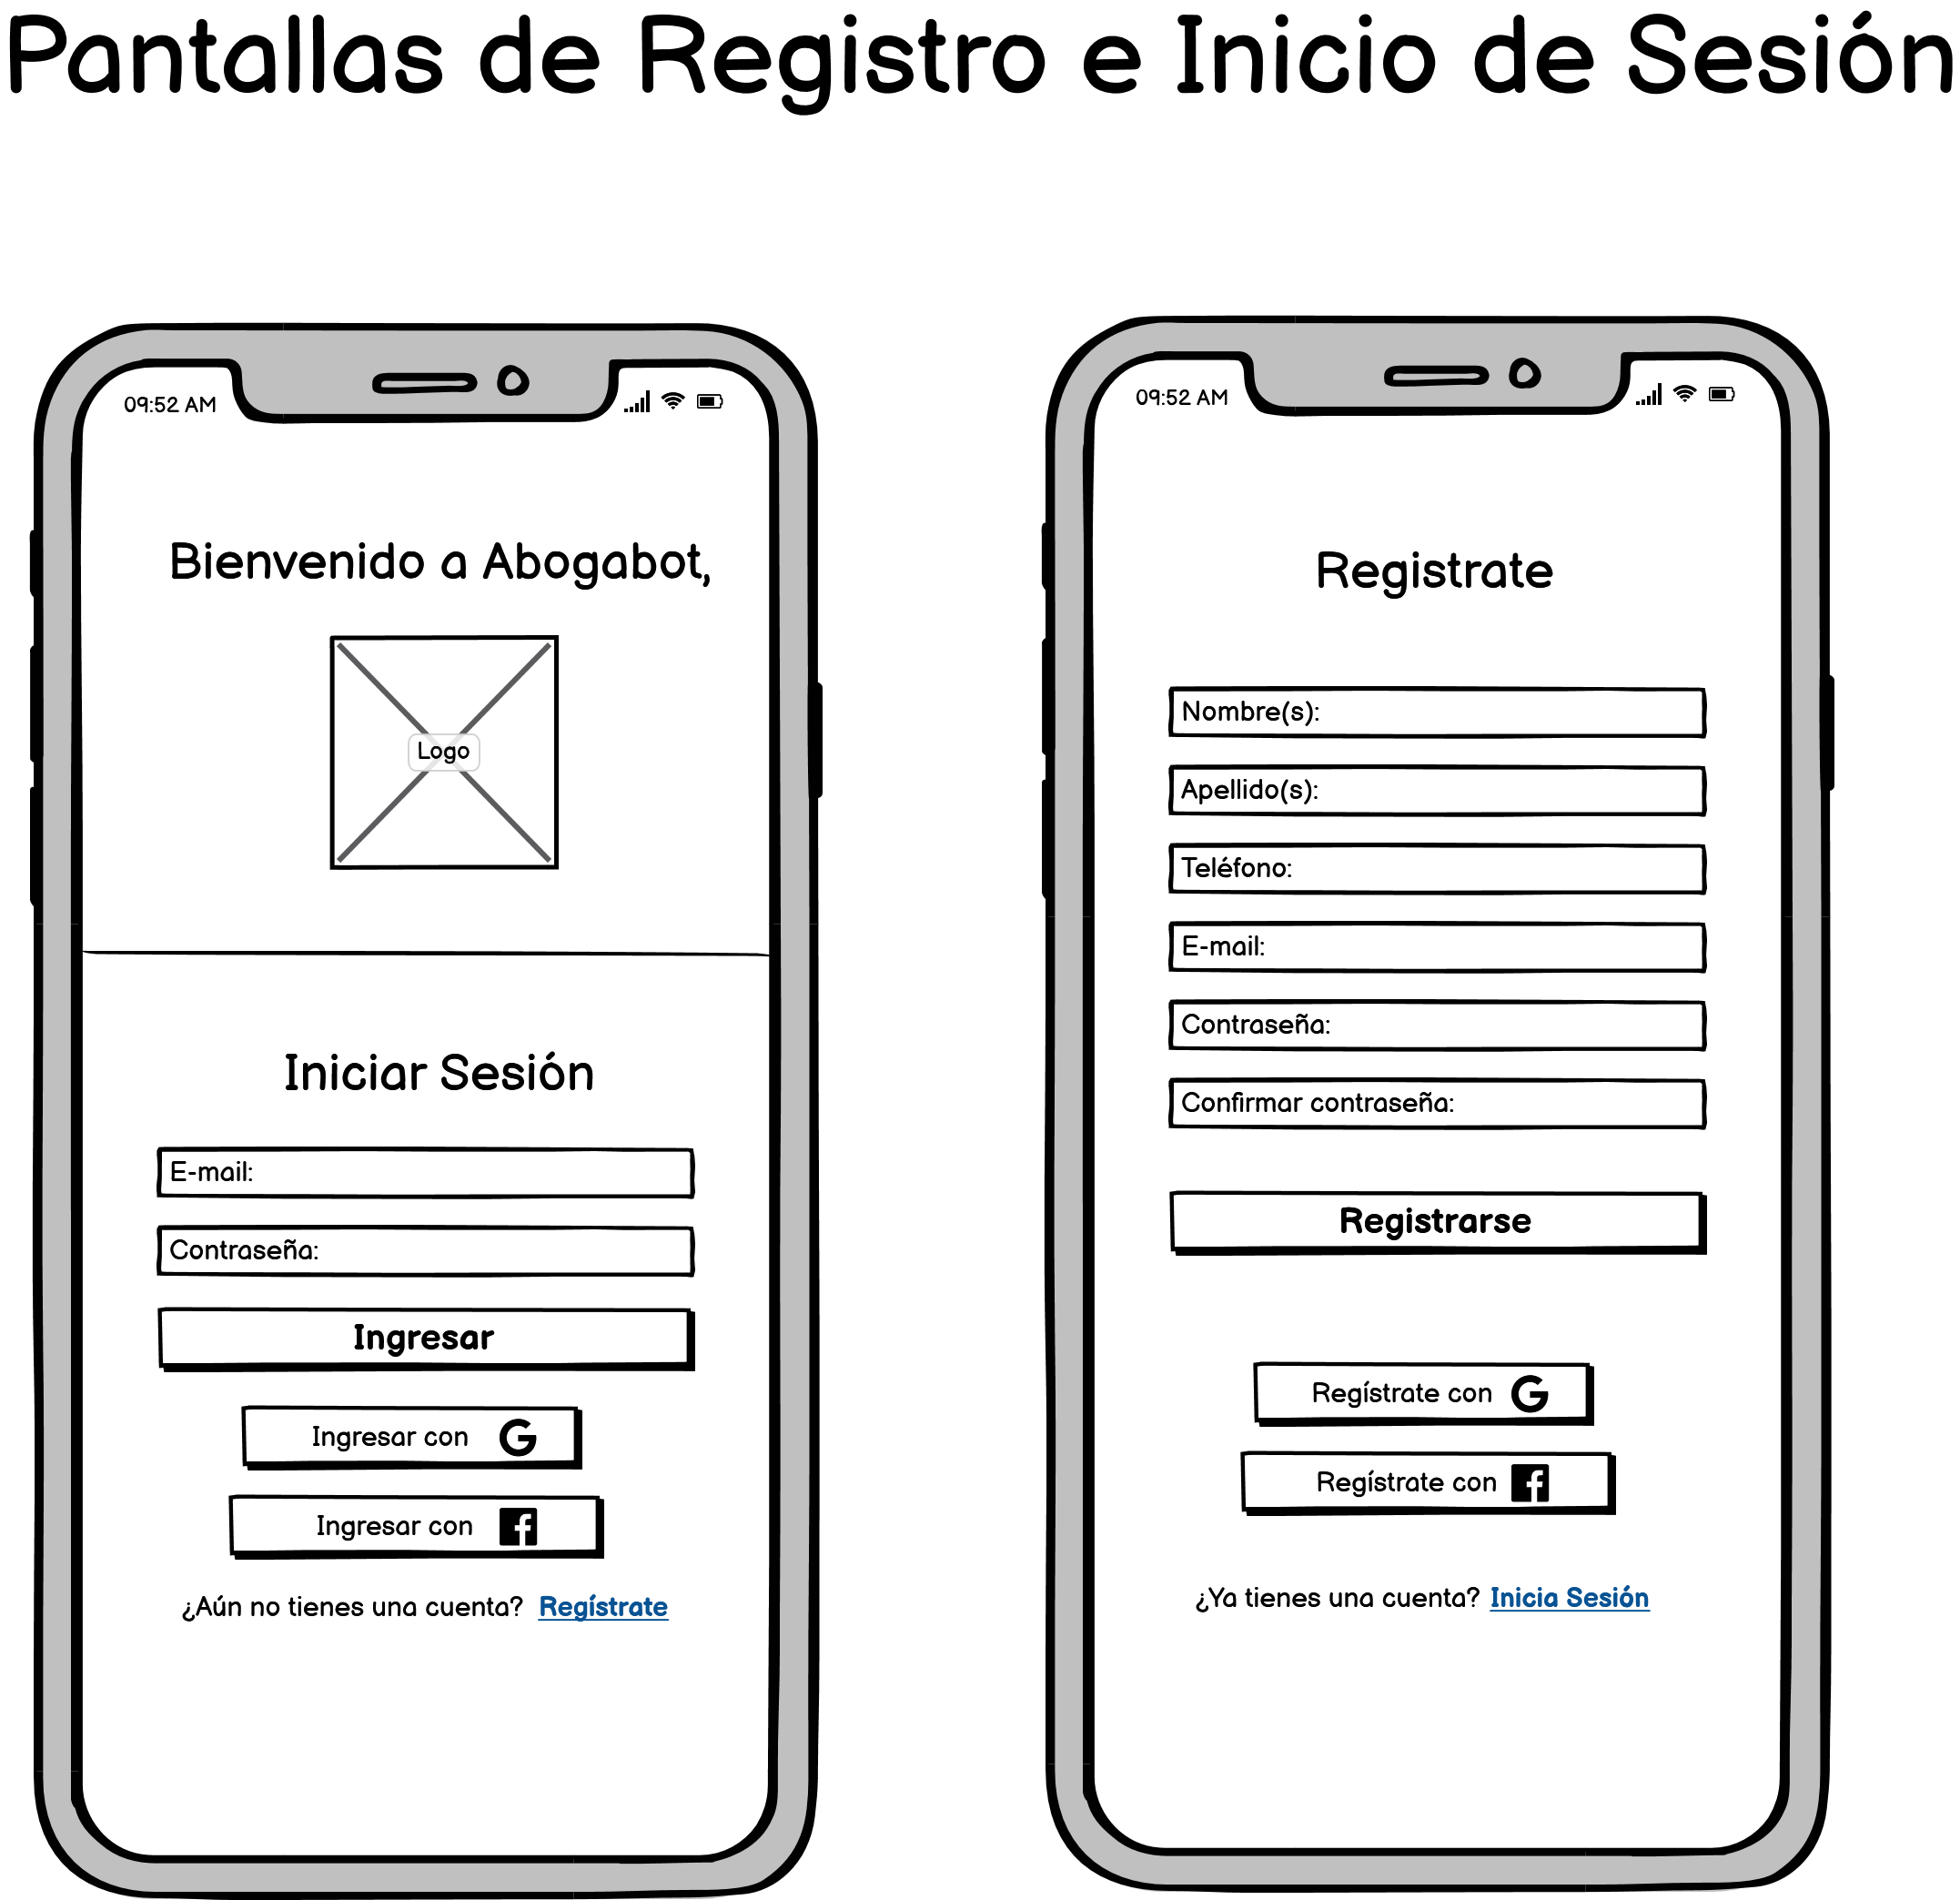 Pantallas de Registro e Inicio de Sesión
09:52 AM
Bienvenido a Abogabot,
Logo
Iniciar Sesión
E-mail:
Contraseña:
Ingresar
Ingresar con G
Ingresar con f
¿Aún no tienes una cuenta? Regístrate
09:52 AM
Registrate
Nombre(s):
Apellido(s):
Teléfono:
E-mail:
Contraseña:
Confirmar contraseña:
Registrarse
Regístrate con G
Regístrate con f
¿Ya tienes una cuenta? Inicia Sesión